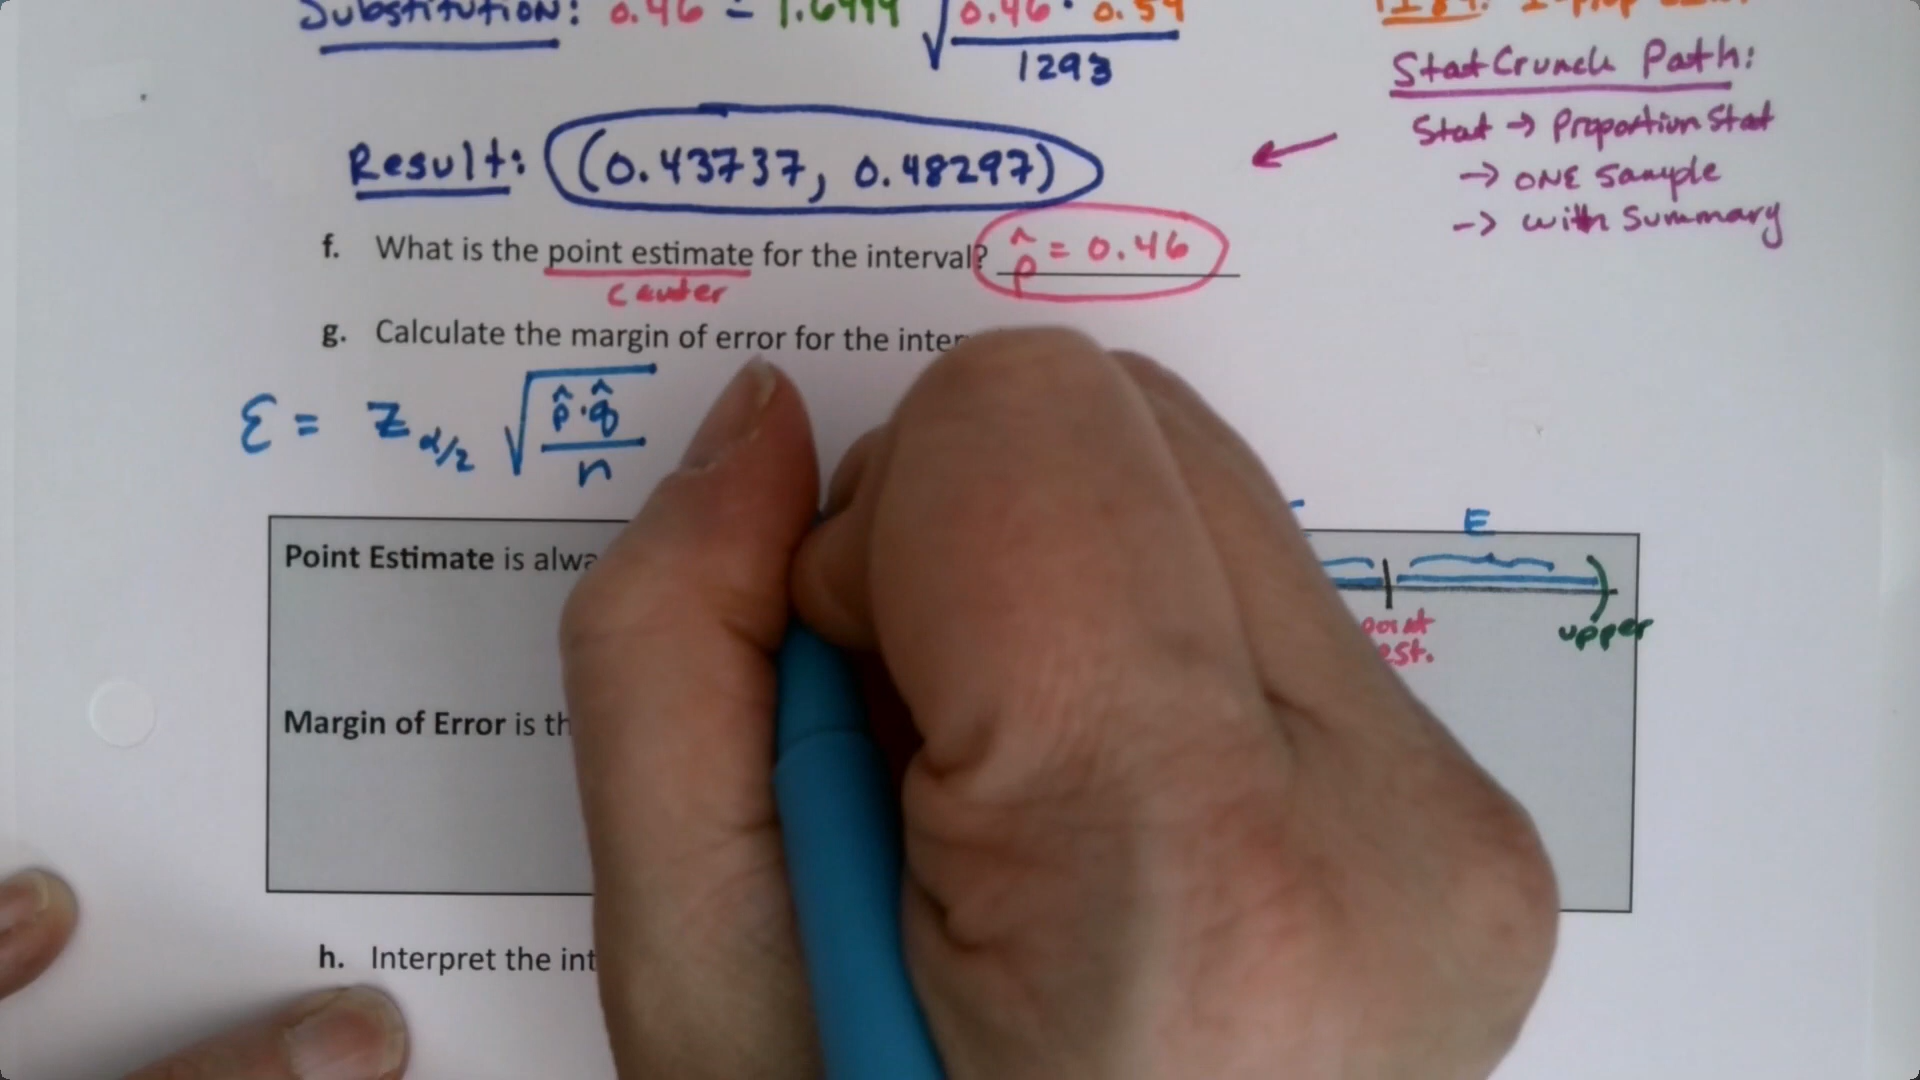 Substitution: 0.46 - 1.6449 √ 0.46 · 0.54
1293
Result: (0.43737, 0.48297)
StatCrunch Path:
Stat → Proportion Stat
→ ONE Sample
→ with Summary
f. What is the point estimate for the interval? p̂ = 0.46
center
g. Calculate the margin of error for the inter
Ɛ = Z α/2 √ p̂·q̂
n
E
Point Estimate is alwa
point
est.
upper
Margin of Error is th
h. Interpret the int